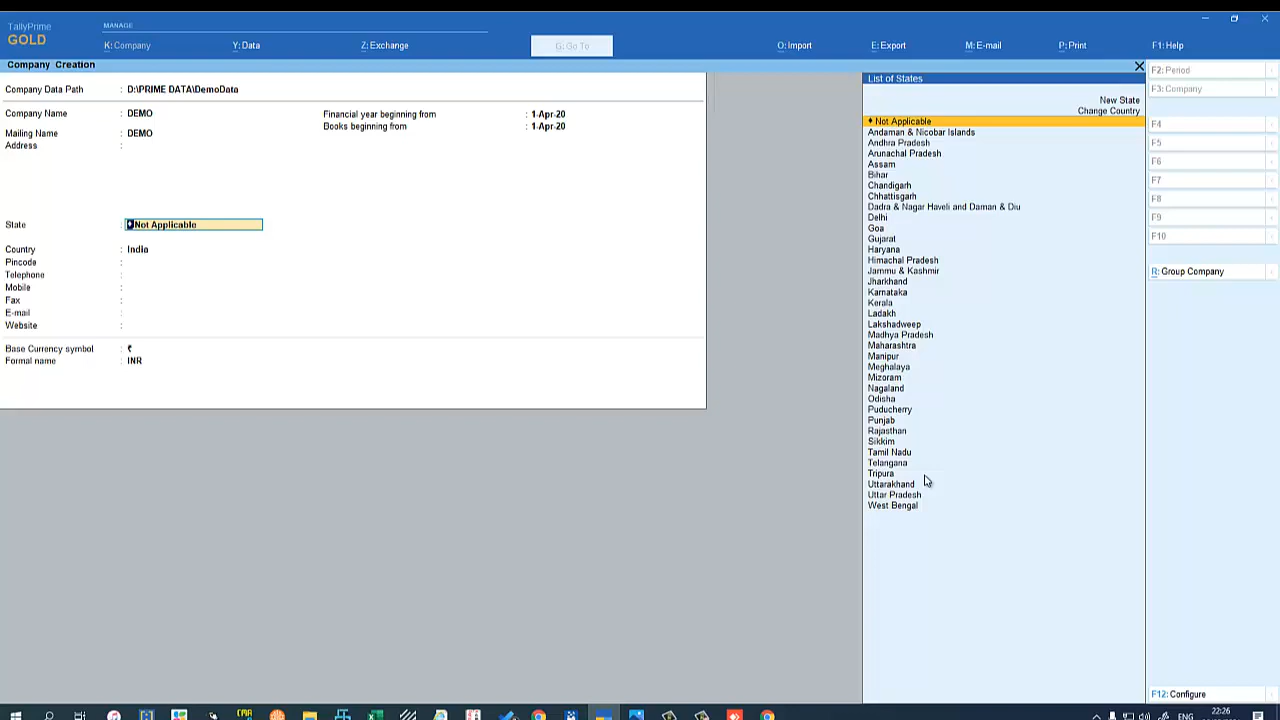 TallyPrime
GOLD
MANAGE
K: Company
Y: Data
Z: Exchange
G: Go To
O: Import
E: Export
M: E-mail
P: Print
F1: Help
Company Creation
Company Data Path : D:\PRIME DATA\DemoData
Company Name : DEMO
Financial year beginning from : 1-Apr-20
Books beginning from : 1-Apr-20
Mailing Name : DEMO
Address :
State : ♦ Not Applicable
Country : India
Pincode :
Telephone :
Mobile :
Fax :
E-mail :
Website :
Base Currency symbol : ₹
Formal name : INR
List of States
New State
Change Country
♦ Not Applicable
Andaman & Nicobar Islands
Andhra Pradesh
Arunachal Pradesh
Assam
Bihar
Chandigarh
Chhattisgarh
Dadra & Nagar Haveli and Daman & Diu
Delhi
Goa
Gujarat
Haryana
Himachal Pradesh
Jammu & Kashmir
Jharkhand
Karnataka
Kerala
Ladakh
Lakshadweep
Madhya Pradesh
Maharashtra
Manipur
Meghalaya
Mizoram
Nagaland
Odisha
Puducherry
Punjab
Rajasthan
Sikkim
Tamil Nadu
Telangana
Tripura
Uttarakhand
Uttar Pradesh
West Bengal
F2: Period
F3: Company
F4
F5
F6
F7
F8
F9
F10
R: Group Company
F12: Configure
22:26